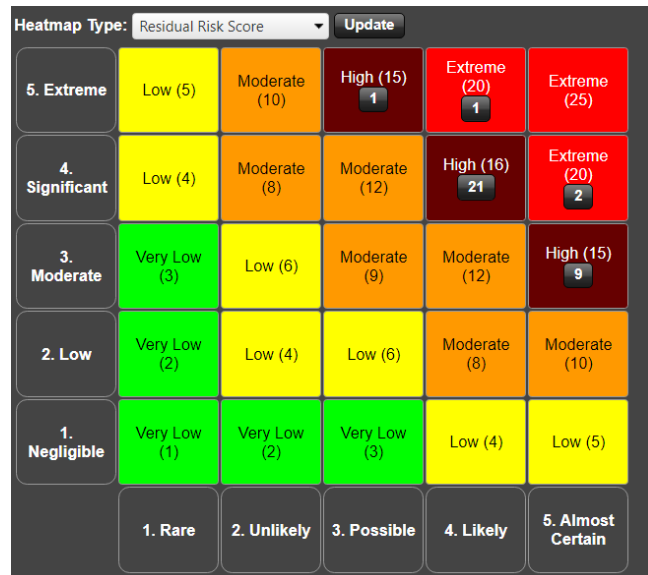 Heatmap Type: Residual Risk Score Update
5. Extreme
Low (5)
Moderate
(10)
High (15)
1
Extreme
(20)
1
Extreme
(25)
4.
Significant
Low (4)
Moderate
(8)
Moderate
(12)
High (16)
21
Extreme
(20)
2
3.
Moderate
Very Low
(3)
Low (6)
Moderate
(9)
Moderate
(12)
High (15)
9
2. Low
Very Low
(2)
Low (4)
Low (6)
Moderate
(8)
Moderate
(10)
1.
Negligible
Very Low
(1)
Very Low
(2)
Very Low
(3)
Low (4)
Low (5)
1. Rare
2. Unlikely
3. Possible
4. Likely
5. Almost
Certain